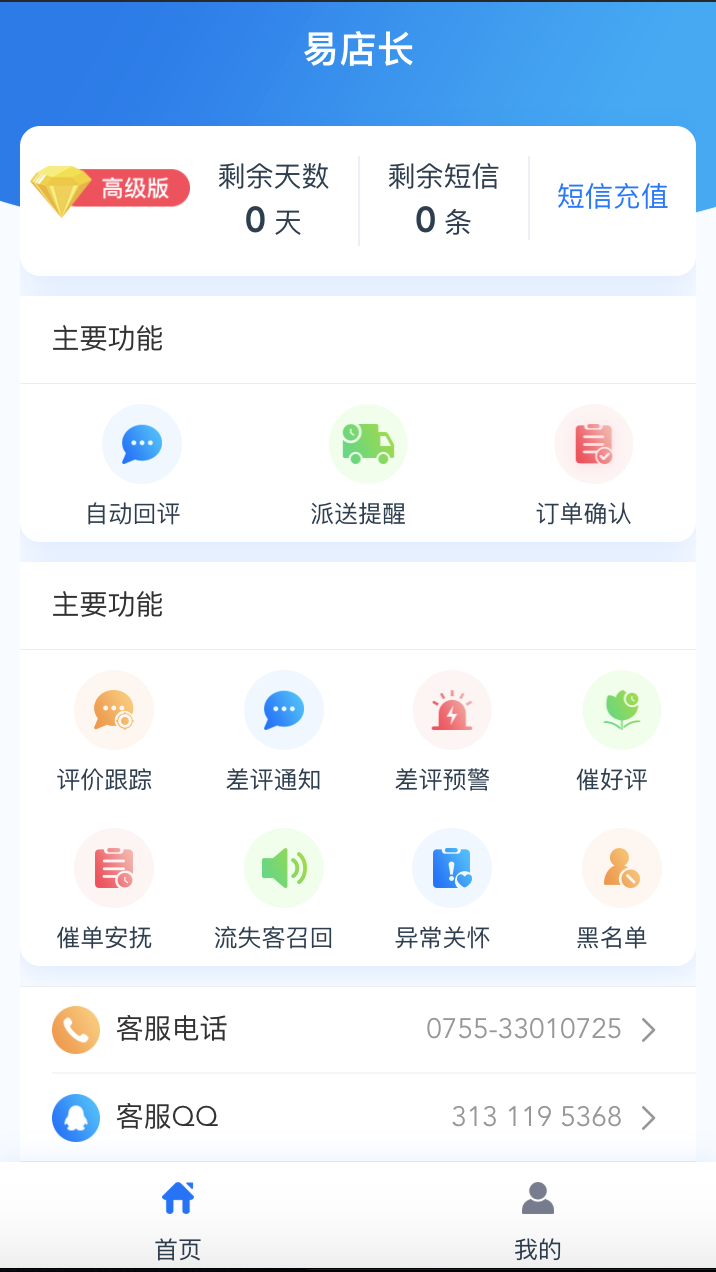 易店长
高级版
剩余天数
0 天
剩余短信
0 条
短信充值
主要功能
自动回评
派送提醒
订单确认
主要功能
评价跟踪
差评通知
差评预警
催好评
催单安抚
流失客召回
异常关怀
黑名单
客服电话
0755-33010725
客服QQ
313 119 5368
首页
我的